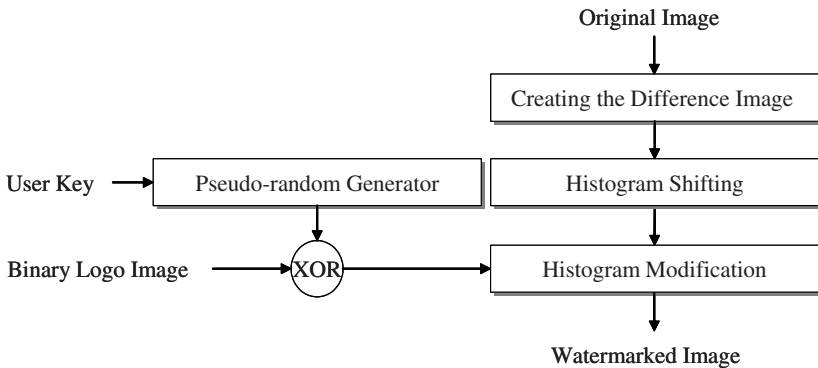 Original Image
Creating the Difference Image
User Key
Pseudo-random Generator
Histogram Shifting
Binary Logo Image
XOR
Histogram Modification
Watermarked Image